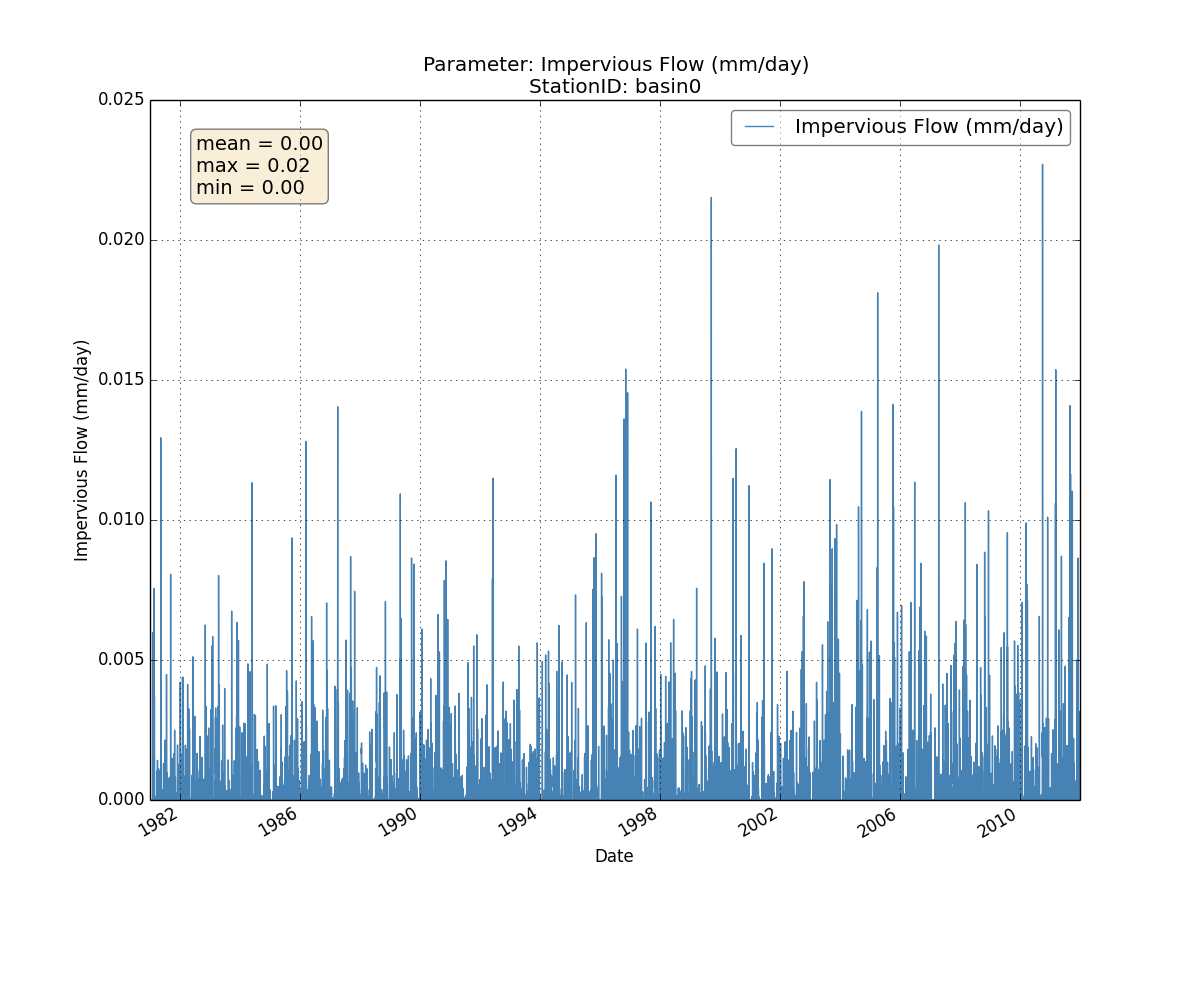 Parameter: Impervious Flow (mm/day)
StationID: basin0
0.025
mean = 0.00
max = 0.02
min = 0.00
Impervious Flow (mm/day)
0.020
0.015
0.010
0.005
0.000
Impervious Flow (mm/day)
1982
1986
1990
1994
1998
2002
2006
2010
Date